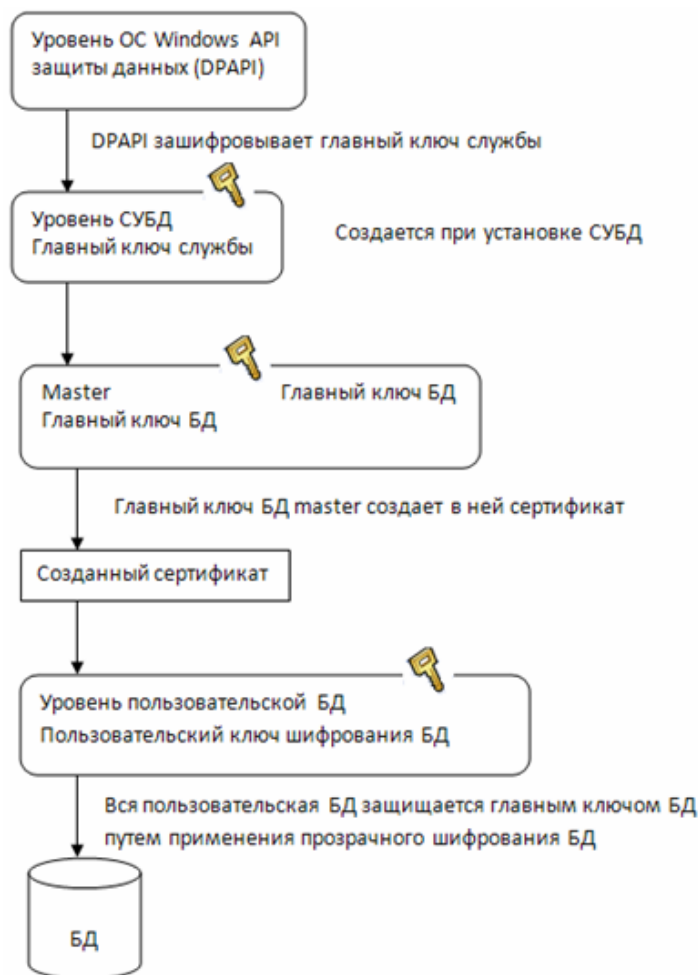 Уровень ОС Windows API
защиты данных (DPAPI)
DPAPI зашифровывает главный ключ службы
Уровень СУБД
Главный ключ службы
Создается при установке СУБД
Master Главный ключ БД
Главный ключ БД
Главный ключ БД master создает в ней сертификат
Созданный сертификат
Уровень пользовательской БД
Пользовательский ключ шифрования БД
Вся пользовательская БД защищается главным ключом БД
путем применения прозрачного шифрования БД
БД